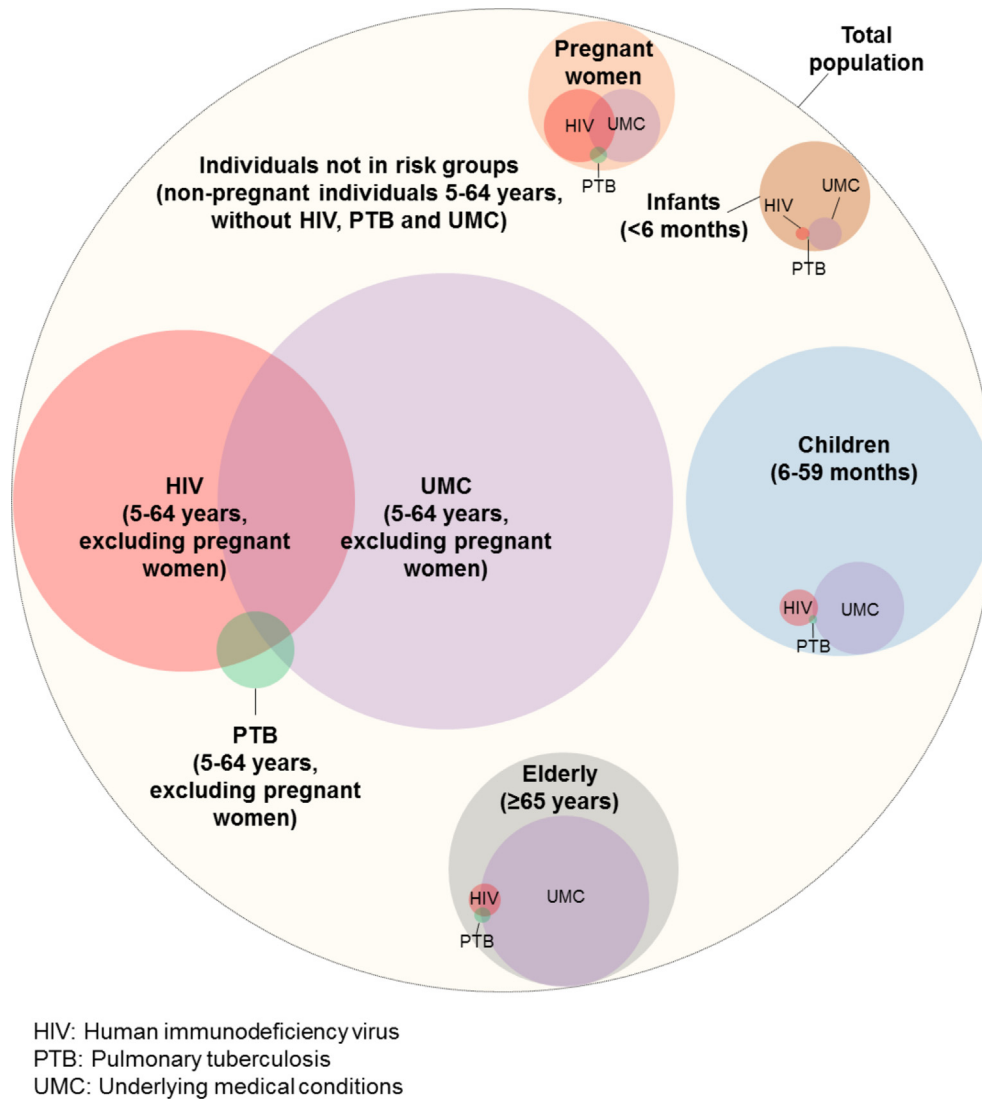 Pregnant
women
HIV
UMC
PTB
Total
population
Individuals not in risk groups
(non-pregnant individuals 5-64 years,
without HIV, PTB and UMC)
Infants
(<6 months)
UMC
HIV
PTB
HIV
(5-64 years,
excluding pregnant
women)
UMC
(5-64 years,
excluding pregnant
women)
Children
(6-59 months)
HIV
UMC
PTB
PTB
(5-64 years,
excluding pregnant
women)
Elderly
(≥65 years)
HIV
UMC
PTB
HIV: Human immunodeficiency virus
PTB: Pulmonary tuberculosis
UMC: Underlying medical conditions